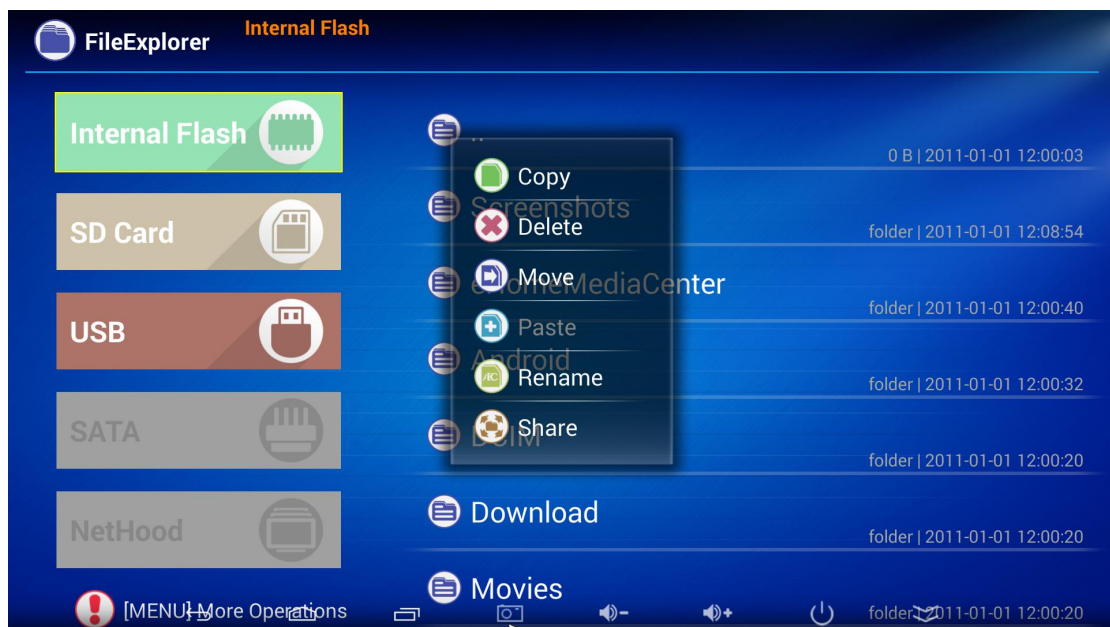 FileExplorer
Internal Flash
Internal Flash
SD Card
USB
SATA
NetHood
..
0 B | 2011-01-01 12:00:03
Screenshots
folder | 2011-01-01 12:08:54
eHomeMediaCenter
folder | 2011-01-01 12:00:40
Android
folder | 2011-01-01 12:00:32
DCIM
folder | 2011-01-01 12:00:20
Download
folder | 2011-01-01 12:00:20
Movies
folder | 2011-01-01 12:00:20
Copy
Delete
Move
Paste
Rename
Share
[MENU] More Operations